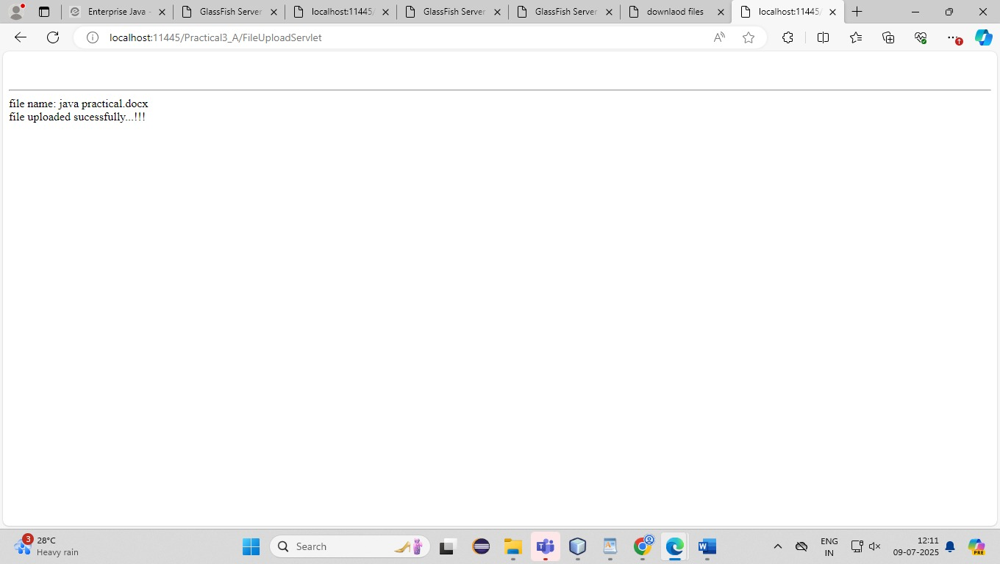 Enterprise Java -
GlassFish Server
localhost:11445/
GlassFish Server
GlassFish Server
downlaod files
localhost:11445/
localhost:11445/Practical3_A/FileUploadServlet
file name: java practical.docx
file uploaded sucessfully...!!!
3
28°C
Heavy rain
Search
ENG
IN
12:11
09-07-2025
PRE